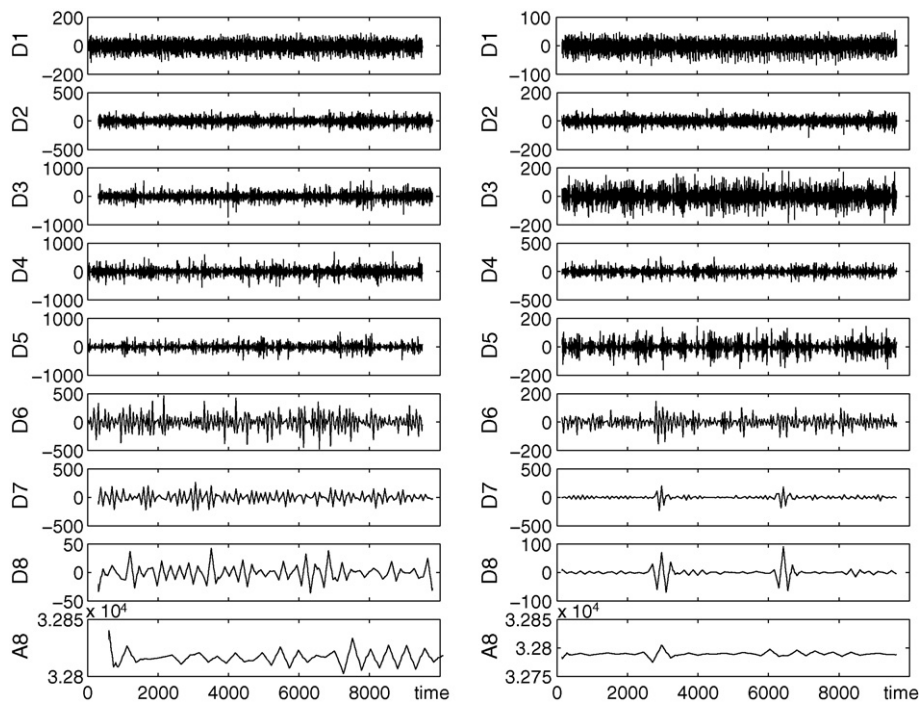 D1 200 0 −200
D1 100 0 −100
D2 500 0 −500
D2 200 0 −200
D3 1000 0 −1000
D3 200 0 −200
D4 1000 0 −1000
D4 500 0 −500
D5 1000 0 −1000
D5 200 0 −200
D6 500 0 −500
D6 200 0 −200
D7 500 0 −500
D7 500 0 −500
D8 50 0 −50
D8 100 0 −100
x 10⁴
x 10⁴
A8 3.285 3.28
A8 3.285 3.28 3.275
0 2000 4000 6000 8000 time
0 2000 4000 6000 8000 time